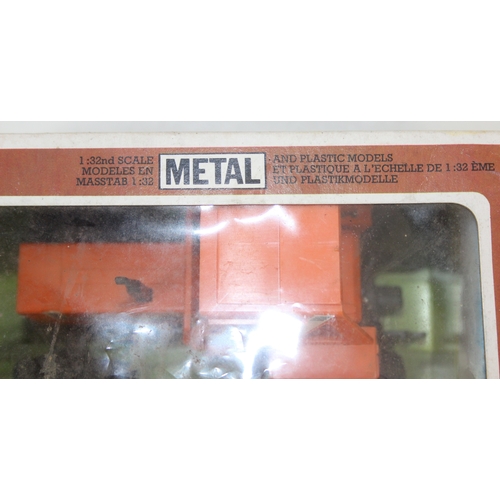 1:32nd SCALE
MODELES EN
MASSTAB 1:32
METAL
AND PLASTIC MODELS
ET PLASTIQUE A L'ECHELLE DE 1:32 ÈME
UND PLASTIKMODELLE